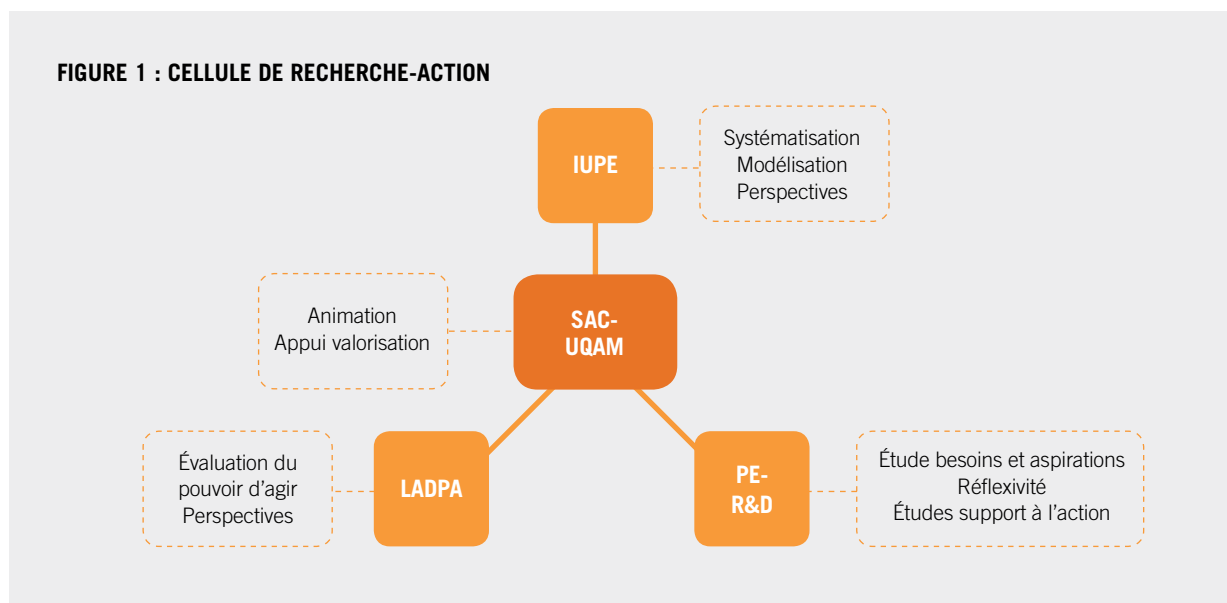 FIGURE 1 : CELLULE DE RECHERCHE-ACTION
IUPE
Systématisation
Modélisation
Perspectives
Animation
Appui valorisation
SAC-
UQAM
Évaluation du
pouvoir d’agir
Perspectives
LADPA
PE-
R&D
Étude besoins et aspirations
Réflexivité
Études support à l’action